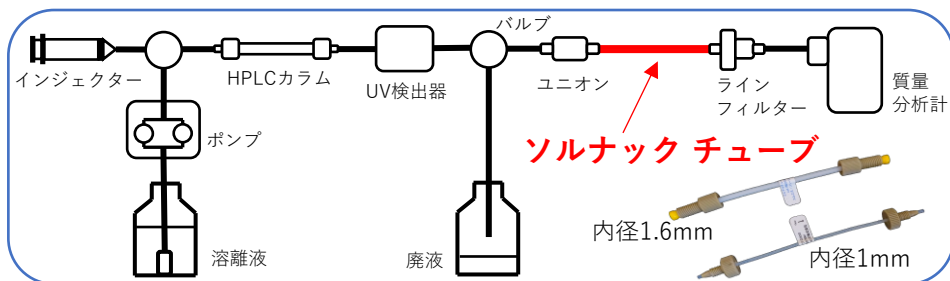 バルブ
インジェクター
HPLCカラム
UV検出器
ユニオン
ライン
フィルター
質量
分析計
ポンプ
ソルナック チューブ
内径1.6mm
内径1mm
溶離液
廃液